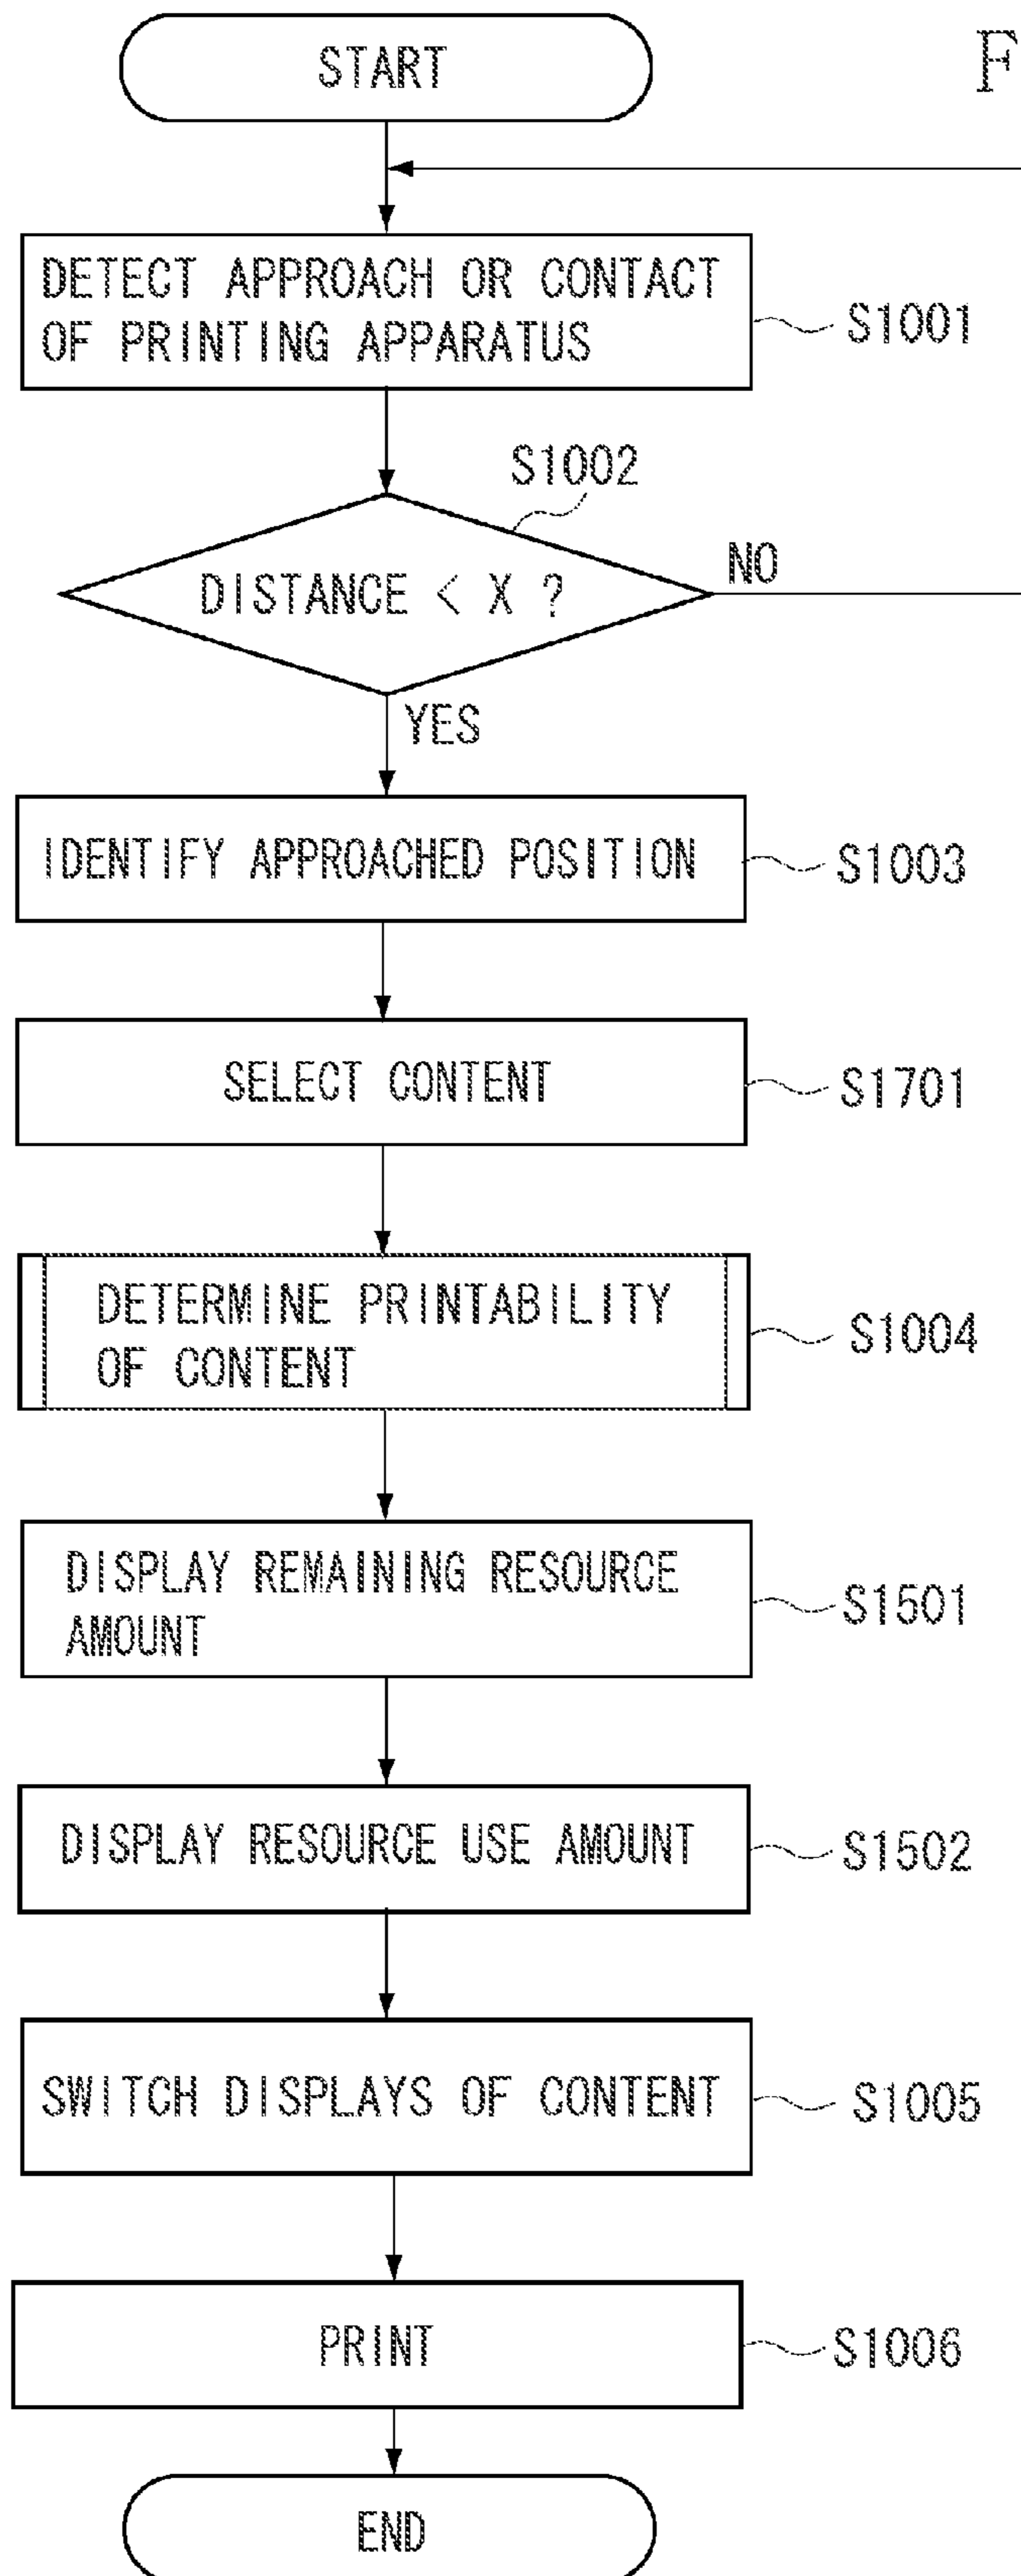 START
F
DETECT APPROACH OR CONTACT
OF PRINTING APPARATUS
S1001
S1002
DISTANCE < X ?
NO
YES
IDENTIFY APPROACHED POSITION
S1003
SELECT CONTENT
S1701
DETERMINE PRINTABILITY
OF CONTENT
S1004
DISPLAY REMAINING RESOURCE
AMOUNT
S1501
DISPLAY RESOURCE USE AMOUNT
S1502
SWITCH DISPLAYS OF CONTENT
S1005
PRINT
S1006
END